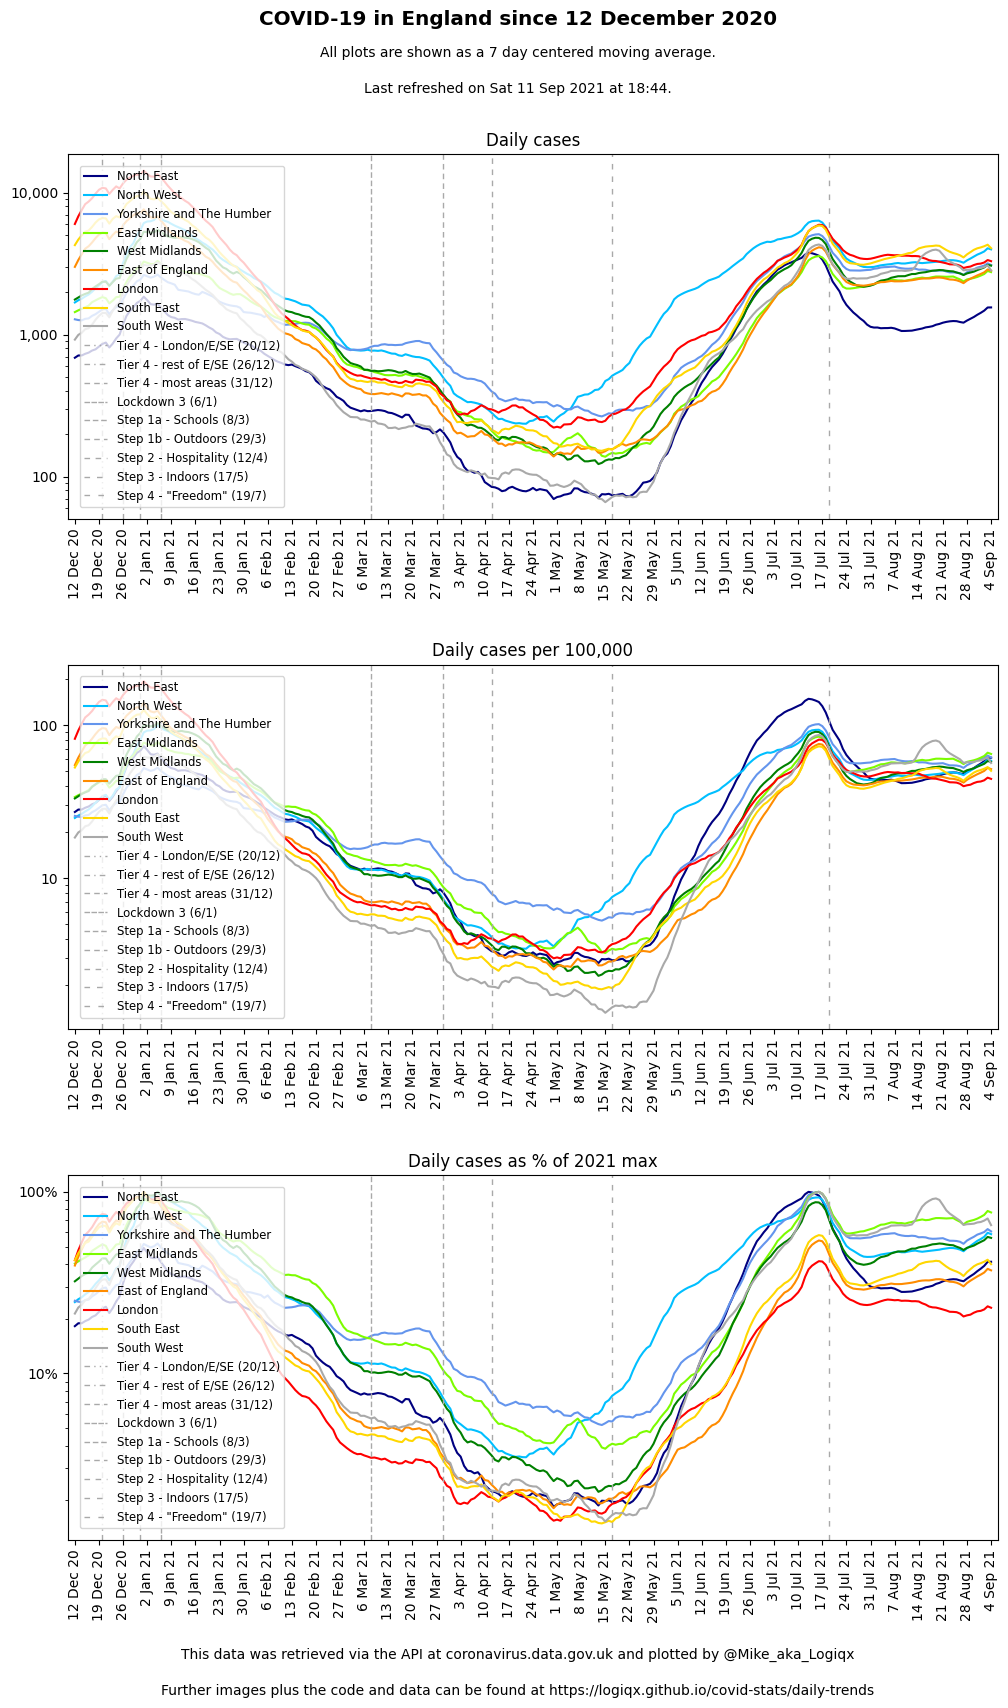 COVID-19 in England since 12 December 2020
All plots are shown as a 7 day centered moving average.
Last refreshed on Sat 11 Sep 2021 at 18:44.
Daily cases
10,000
1,000
100
North East
North West
Yorkshire and The Humber
East Midlands
West Midlands
East of England
London
South East
South West
Tier 4 - London/E/SE (20/12)
Tier 4 - rest of E/SE (26/12)
Tier 4 - most areas (31/12)
Lockdown 3 (6/1)
Step 1a - Schools (8/3)
Step 1b - Outdoors (29/3)
Step 2 - Hospitality (12/4)
Step 3 - Indoors (17/5)
Step 4 - "Freedom" (19/7)
12 Dec 20
19 Dec 20
26 Dec 20
2 Jan 21
9 Jan 21
16 Jan 21
23 Jan 21
30 Jan 21
6 Feb 21
13 Feb 21
20 Feb 21
27 Feb 21
6 Mar 21
13 Mar 21
20 Mar 21
27 Mar 21
3 Apr 21
10 Apr 21
17 Apr 21
24 Apr 21
1 May 21
8 May 21
15 May 21
22 May 21
29 May 21
5 Jun 21
12 Jun 21
19 Jun 21
26 Jun 21
3 Jul 21
10 Jul 21
17 Jul 21
24 Jul 21
31 Jul 21
7 Aug 21
14 Aug 21
21 Aug 21
28 Aug 21
4 Sep 21
Daily cases per 100,000
100
10
North East
North West
Yorkshire and The Humber
East Midlands
West Midlands
East of England
London
South East
South West
Tier 4 - London/E/SE (20/12)
Tier 4 - rest of E/SE (26/12)
Tier 4 - most areas (31/12)
Lockdown 3 (6/1)
Step 1a - Schools (8/3)
Step 1b - Outdoors (29/3)
Step 2 - Hospitality (12/4)
Step 3 - Indoors (17/5)
Step 4 - "Freedom" (19/7)
12 Dec 20
19 Dec 20
26 Dec 20
2 Jan 21
9 Jan 21
16 Jan 21
23 Jan 21
30 Jan 21
6 Feb 21
13 Feb 21
20 Feb 21
27 Feb 21
6 Mar 21
13 Mar 21
20 Mar 21
27 Mar 21
3 Apr 21
10 Apr 21
17 Apr 21
24 Apr 21
1 May 21
8 May 21
15 May 21
22 May 21
29 May 21
5 Jun 21
12 Jun 21
19 Jun 21
26 Jun 21
3 Jul 21
10 Jul 21
17 Jul 21
24 Jul 21
31 Jul 21
7 Aug 21
14 Aug 21
21 Aug 21
28 Aug 21
4 Sep 21
Daily cases as % of 2021 max
100%
10%
North East
North West
Yorkshire and The Humber
East Midlands
West Midlands
East of England
London
South East
South West
Tier 4 - London/E/SE (20/12)
Tier 4 - rest of E/SE (26/12)
Tier 4 - most areas (31/12)
Lockdown 3 (6/1)
Step 1a - Schools (8/3)
Step 1b - Outdoors (29/3)
Step 2 - Hospitality (12/4)
Step 3 - Indoors (17/5)
Step 4 - "Freedom" (19/7)
12 Dec 20
19 Dec 20
26 Dec 20
2 Jan 21
9 Jan 21
16 Jan 21
23 Jan 21
30 Jan 21
6 Feb 21
13 Feb 21
20 Feb 21
27 Feb 21
6 Mar 21
13 Mar 21
20 Mar 21
27 Mar 21
3 Apr 21
10 Apr 21
17 Apr 21
24 Apr 21
1 May 21
8 May 21
15 May 21
22 May 21
29 May 21
5 Jun 21
12 Jun 21
19 Jun 21
26 Jun 21
3 Jul 21
10 Jul 21
17 Jul 21
24 Jul 21
31 Jul 21
7 Aug 21
14 Aug 21
21 Aug 21
28 Aug 21
4 Sep 21
This data was retrieved via the API at coronavirus.data.gov.uk and plotted by @Mike_aka_Logiqx
Further images plus the code and data can be found at https://logiqx.github.io/covid-stats/daily-trends